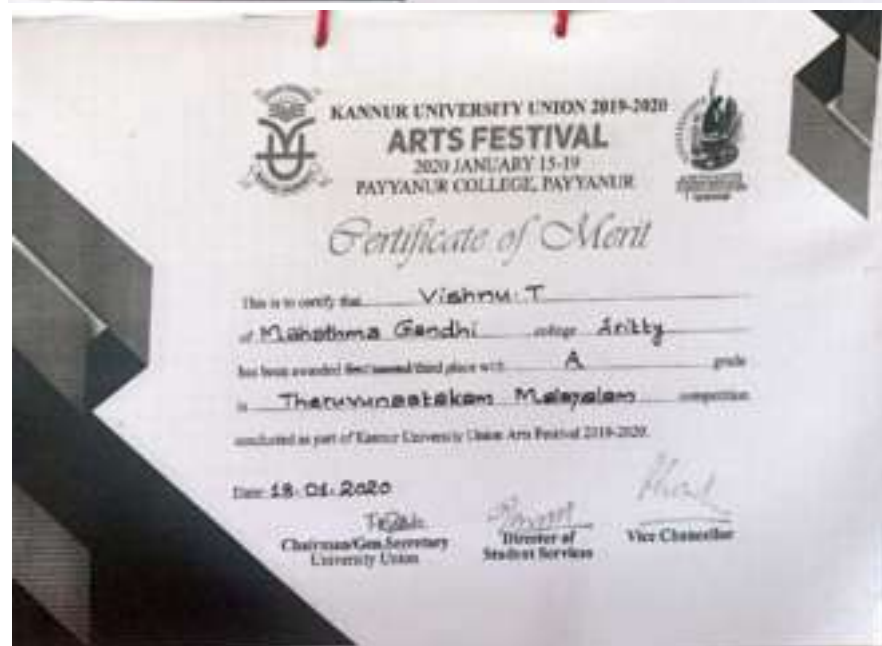 KANNUR UNIVERSITY UNION 2019-2020
ARTS FESTIVAL
2020 JANUARY 15-19
PAYYANUR COLLEGE, PAYYANUR
Certificate of Merit
This is to certify that Vishnu. T
of Mahathma Gandhi college Iritty
has been awarded first/second/third place with A grade
in Theruvunaatakam Malayalam competition
conducted as part of Kannur University Union Arts Festival 2019-2020.
Date: 18-01-2020
Chairman/Gen.Secretary
University Union
Director of
Student Services
Vice Chancellor